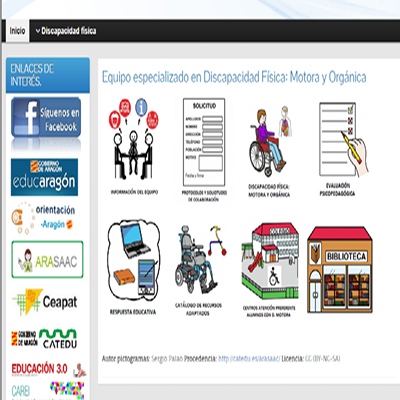 Inicio
Discapacidad física
ENLACES DE
INTERÉS.
Síguenos en
Facebook
GOBIERNO
DE ARAGON
educaragón
orientación
Aragón
ARASAAC
Ceapat
GOBIERNO
DE ARAGON
CATEDU
EDUCACIÓN 3.0
CAREI
Equipo especializado en Discapacidad Física: Motora y Orgánica
SOLICITUD
APELLIDOS
NOMBRE
DIRECCIÓN
TELÉFONO
POBLACIÓN
MOTIVO
Fecha y firma
INFORMACIÓN DEL EQUIPO
PROTOCOLOS Y SOLICITUDES
DE COLABORACIÓN
DISCAPACIDAD FÍSICA:
MOTORA Y ORGÁNICA
EVALUACIÓN
PSICOPEDAGÓGICA
COLEGIO
BIBLIOTECA
RESPUESTA EDUCATIVA
CATÁLOGO DE RECURSOS
ADAPTADOS
CENTROS ATENCIÓN PREFERENTE
ALUMNOS CON D. MOTORA
Autor pictogramas: Sergio Palao Procedencia: http://catedu.es/arasaac/ Licencia: CC (BY-NC-SA)